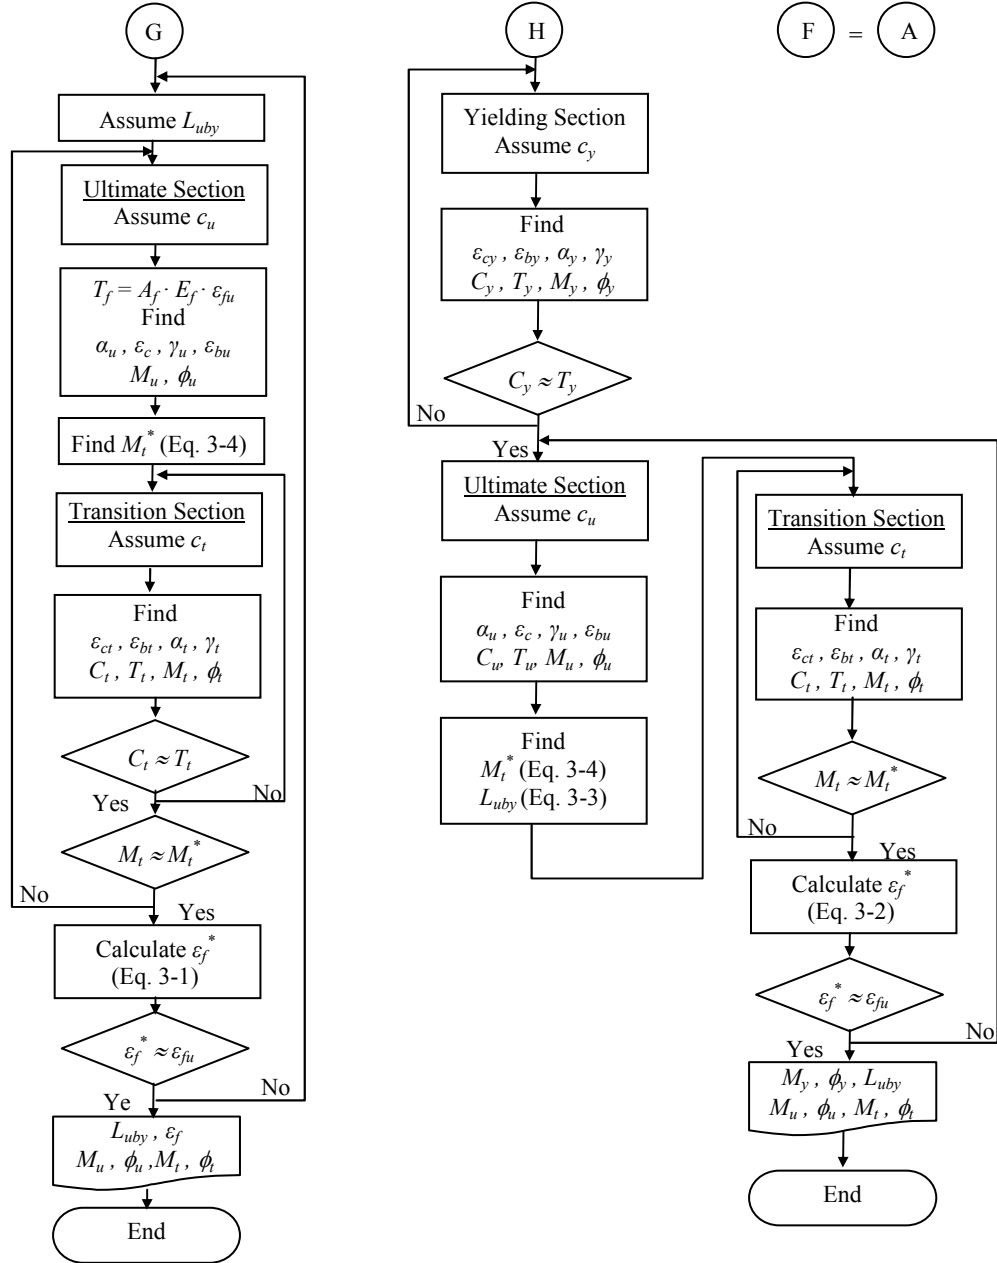 G
Assume L_uby
Ultimate Section
Assume c_u
T_f = A_f · E_f · ε_fu
Find
α_u , ε_c , γ_u , ε_bu
M_u , ϕ_u
Find M_t* (Eq. 3-4)
Transition Section
Assume c_t
Find
ε_ct , ε_bt , α_t , γ_t
C_t , T_t , M_t , ϕ_t
C_t ≈ T_t
Yes
No
M_t ≈ M_t*
No
Yes
Calculate ε_f*
(Eq. 3-1)
ε_f* ≈ ε_fu
No
Ye
L_uby , ε_f
M_u , ϕ_u ,M_t , ϕ_t
End
H
Yielding Section
Assume c_y
Find
ε_cy , ε_by , α_y , γ_y
C_y , T_y , M_y , ϕ_y
C_y ≈ T_y
No
Yes
Ultimate Section
Assume c_u
Find
α_u , ε_c , γ_u , ε_bu
C_u, T_u, M_u , ϕ_u
Find
M_t* (Eq. 3-4)
L_uby (Eq. 3-3)
F = A
Transition Section
Assume c_t
Find
ε_ct , ε_bt , α_t , γ_t
C_t , T_t , M_t , ϕ_t
M_t ≈ M_t*
No
Yes
Calculate ε_f*
(Eq. 3-2)
ε_f* ≈ ε_fu
No
Yes
M_y , ϕ_y , L_uby
M_u , ϕ_u , M_t , ϕ_t
End